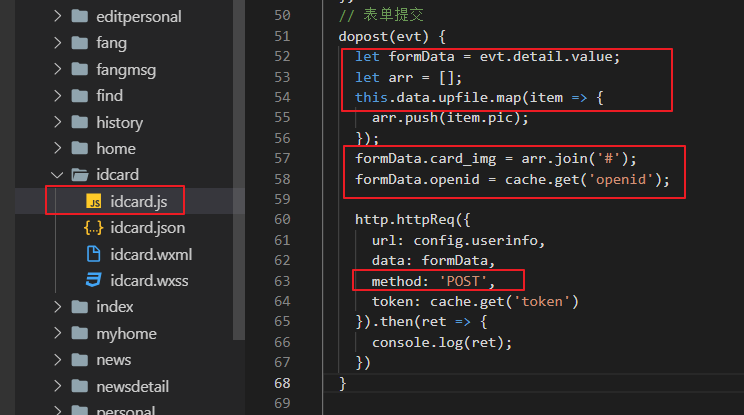 editpersonal
fang
fangmsg
find
history
home
idcard
JS idcard.js
{..} idcard.json
idcard.wxml
idcard.wxss
index
myhome
news
newsdetail
personal
50 // 表单提交
51 dopost(evt) {
52 let formData = evt.detail.value;
53 let arr = [];
54 this.data.upfile.map(item => {
55 arr.push(item.pic);
56 });
57 formData.card_img = arr.join('#');
58 formData.openid = cache.get('openid');
59
60 http.httpReq({
61 url: config.userinfo,
62 data: formData,
63 method: 'POST',
64 token: cache.get('token')
65 }).then(ret => {
66 console.log(ret);
67 })
68 }
69